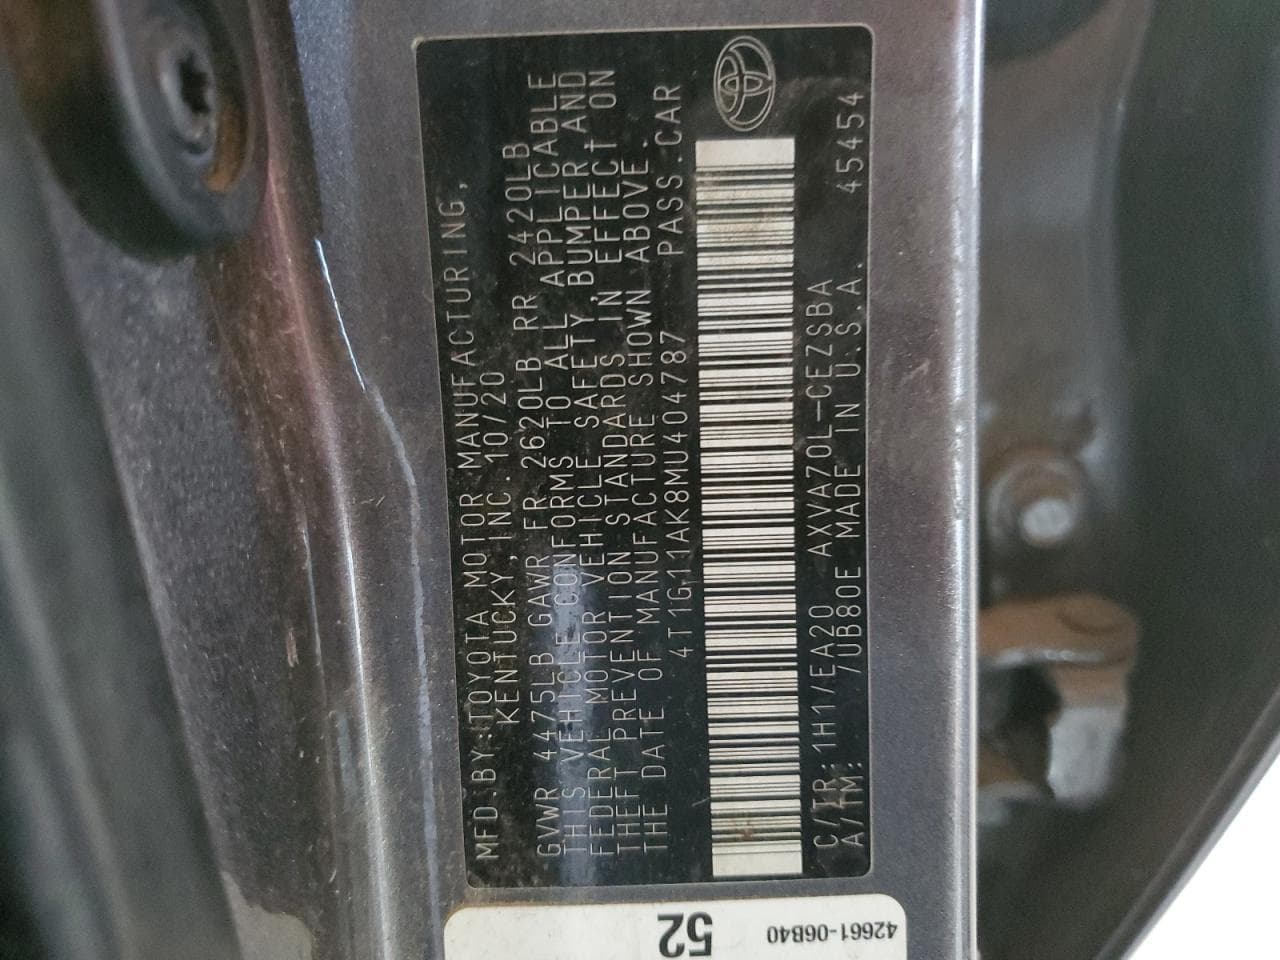 MFD.BY:TOYOTA MOTOR MANUFACTURING,
KENTUCKY,INC.10/20
GVWR 4475LB GAWR FR 2620LB RR 2420LB
THIS VEHICLE CONFORMS TO ALL APPLICABLE
FEDERAL MOTOR VEHICLE SAFETY,BUMPER AND
THEFT PREVENTION STANDARDS IN EFFECT ON
THE DATE OF MANUFACTURE SHOWN ABOVE.
4T1G11AK8MU404787 PASS.CAR
C/TR:1H1/EA20 AXVA70L-CEZSBA
A/TM: /UB80E MADE IN U.S.A. 45454
52
42661-06B40